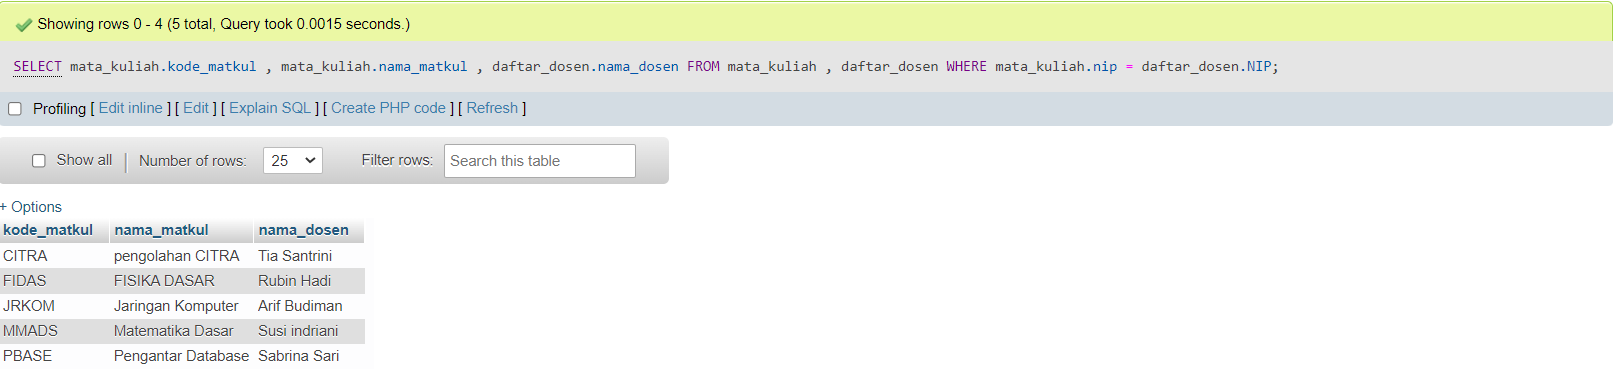 Showing rows 0 - 4 (5 total, Query took 0.0015 seconds.)
SELECT mata_kuliah.kode_matkul , mata_kuliah.nama_matkul , daftar_dosen.nama_dosen FROM mata_kuliah , daftar_dosen WHERE mata_kuliah.nip = daftar_dosen.NIP;
Profiling [ Edit inline ] [ Edit ] [ Explain SQL ] [ Create PHP code ] [ Refresh ]
Show all | Number of rows: 25 Filter rows: Search this table
+ Options
kode_matkul nama_matkul nama_dosen
CITRA pengolahan CITRA Tia Santrini
FIDAS FISIKA DASAR Rubin Hadi
JRKOM Jaringan Komputer Arif Budiman
MMADS Matematika Dasar Susi indriani
PBASE Pengantar Database Sabrina Sari